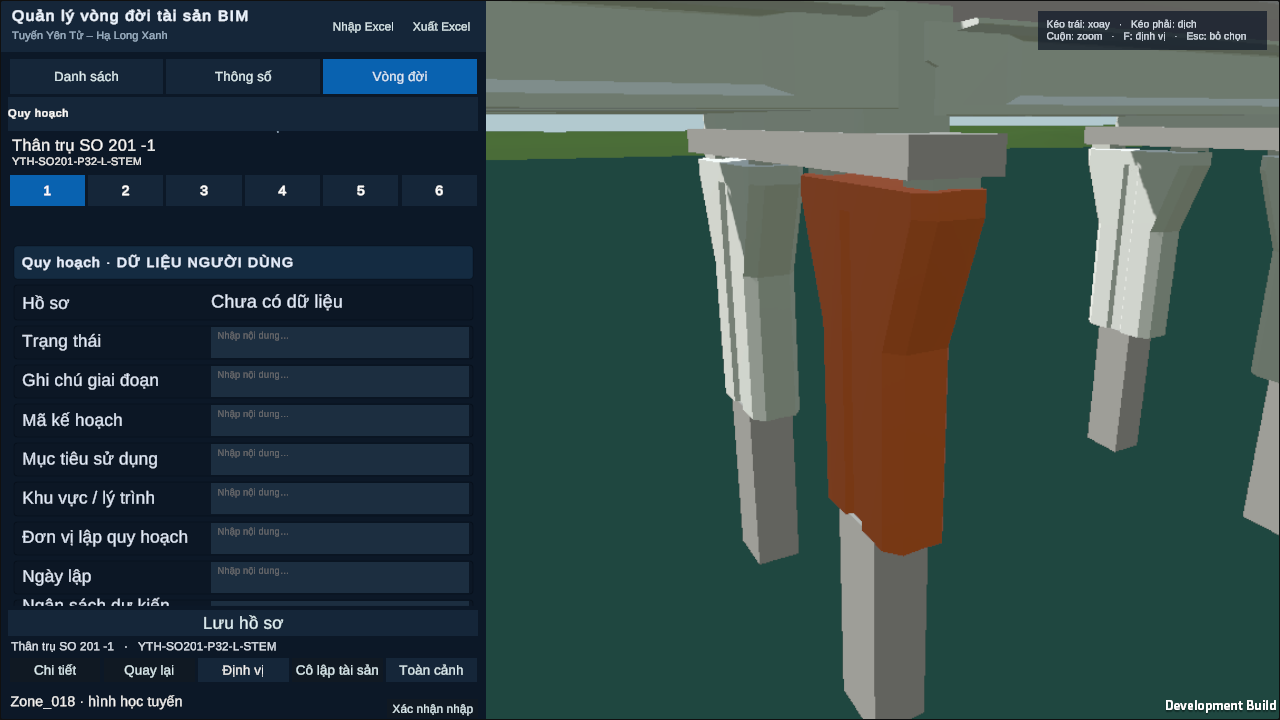 Quản lý vòng đời tài sản BIM
Tuyến Yên Tử – Hạ Long Xanh
Nhập Excel
Xuất Excel
Danh sách
Thông số
Vòng đời
Quy hoạch
Thân trụ SO 201 -1
YTH-SO201-P32-L-STEM
1
2
3
4
5
6
Quy hoạch · DỮ LIỆU NGƯỜI DÙNG
Hồ sơ
Chưa có dữ liệu
Trạng thái
Nhập nội dung...
Ghi chú giai đoạn
Nhập nội dung...
Mã kế hoạch
Nhập nội dung...
Mục tiêu sử dụng
Nhập nội dung...
Khu vực / lý trình
Nhập nội dung...
Đơn vị lập quy hoạch
Nhập nội dung...
Ngày lập
Nhập nội dung...
Ngân sách dự kiến
Lưu hồ sơ
Thân trụ SO 201 -1 · YTH-SO201-P32-L-STEM
Chi tiết
Quay lại
Định vị
Cô lập tài sản
Toàn cảnh
Zone_018 · hình học tuyến
Xác nhận nhập
Kéo trái: xoay · Kéo phải: dịch
Cuộn: zoom · F: định vị · Esc: bỏ chọn
Development Build